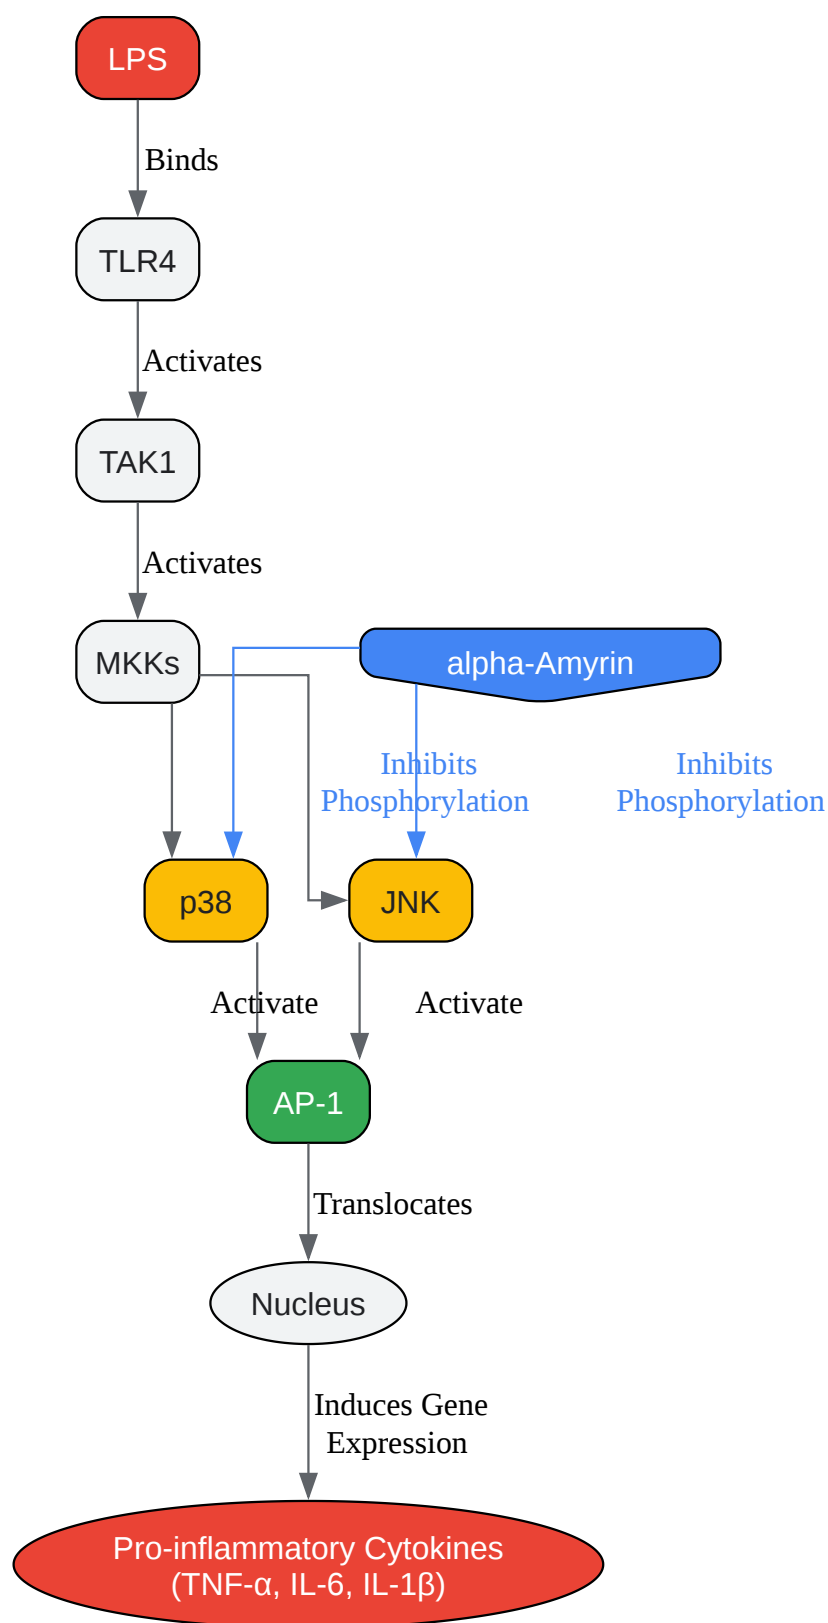 LPS
Binds
TLR4
Activates
TAK1
Activates
MKKs
alpha-Amyrin
Inhibits
Phosphorylation
Inhibits
Phosphorylation
p38
JNK
Activate
Activate
AP-1
Translocates
Nucleus
Induces Gene
Expression
Pro-inflammatory Cytokines
(TNF-α, IL-6, IL-1β)